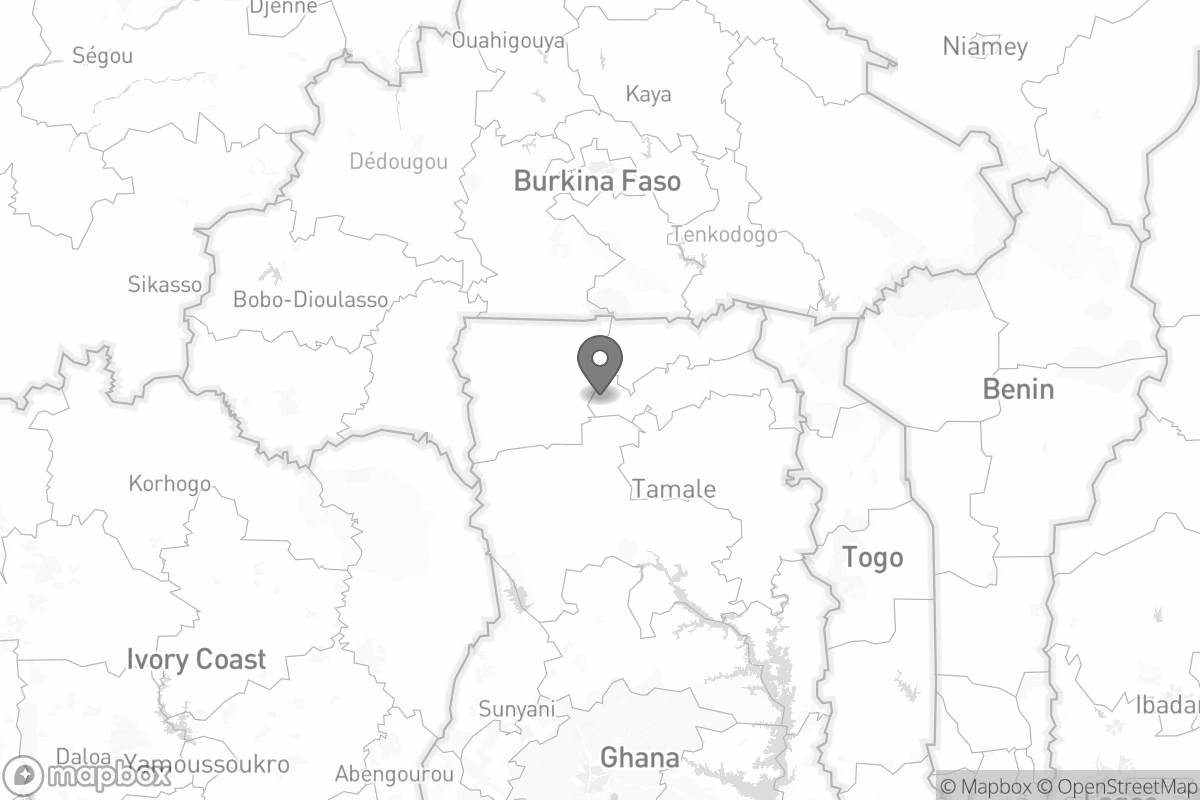 Djenné
Ouahigouya
Niamey
Ségou
Kaya
Dédougou
Burkina Faso
Tenkodogo
Sikasso
Bobo-Dioulasso
Benin
Korhogo
Tamale
Togo
Ivory Coast
Sunyani
Ibadan
Daloa
Yamoussoukro
Ghana
Abengourou
mapbox
© Mapbox © OpenStreetMap